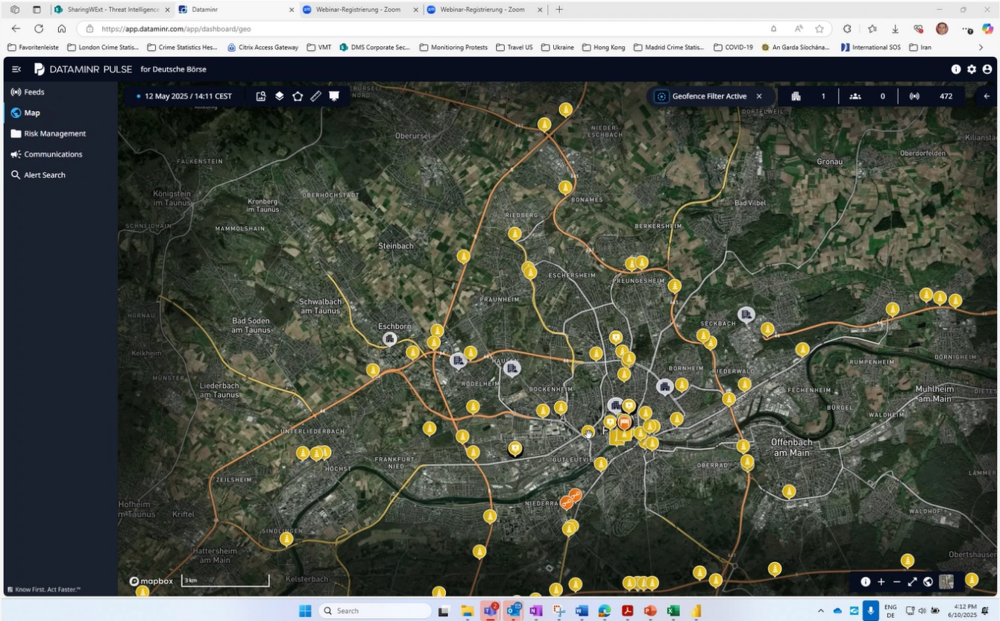 SharingWExt - Threat Intelligence
Dataminr
Webinar-Registrierung - Zoom
Webinar-Registrierung - Zoom
https://app.dataminr.com/app/dashboard/geo
Favoritenleiste
London Crime Statis...
Crime Statistics Hes...
Citrix Access Gateway
VMT
DMS Corporate Sec...
Monitoring Protests
Travel US
Ukraine
Hong Kong
Madrid Crime Statis...
COVID-19
An Garda Síochána...
International SOS
Iran
DATAMINR PULSE for Deutsche Börse
Feeds
Map
Risk Management
Communications
Alert Search
12 May 2025 / 14:11 CEST
Geofence Filter Active
1
0
472
DORTELWEIL
NIEDER-
ESCHBACH
Oberursel
Kilianstä
Oberdorfelden
Gronau
FALKENSTEIN
Königstein
im Taunus
OBERHÖCHSTADT
Kronberg
im Taunus
BONAMES
Bad Vilbel
RIEDBERG
SCHNEIDHAIN
MAMMOLSHAIN
BERKERSHEIM
Steinbach
ESCHERSHEIM
PREUNGESHEIM
PRAUNHEIM
Schwalbach
am Taunus
HORNAU
Bad Soden
am Taunus
Eschborn
SECKBACH
Kelkheim
HAUSEN
RUMPENHEIM
DÖRNIGHEIM
MÜNSTER
Liederbach
am Taunus
RÖDELHEIM
BORNHEIM
RIEDERWALD
BOCKENHEIM
FECHENHEIM
Mühlheim
am Main
DIETES
BÜRGEL
WALDHEIM
UNTERLIEDERBACH
Offenbach
am Main
FRANKFURT-
NIED
GUTLEUTVIE
OBERRAD
HÖCHST
ZEILSHEIM
LÄMMER
Hofheim
m Taunus
Kriftel
NIEDERRA
WALDHOF
SINDLINGEN
Hattersheim
am Main
Obertshause
Kelsterbach
mapbox
3 km
Know First. Act Faster.™
Search
2
ENG
DE
4:12 PM
6/10/2025